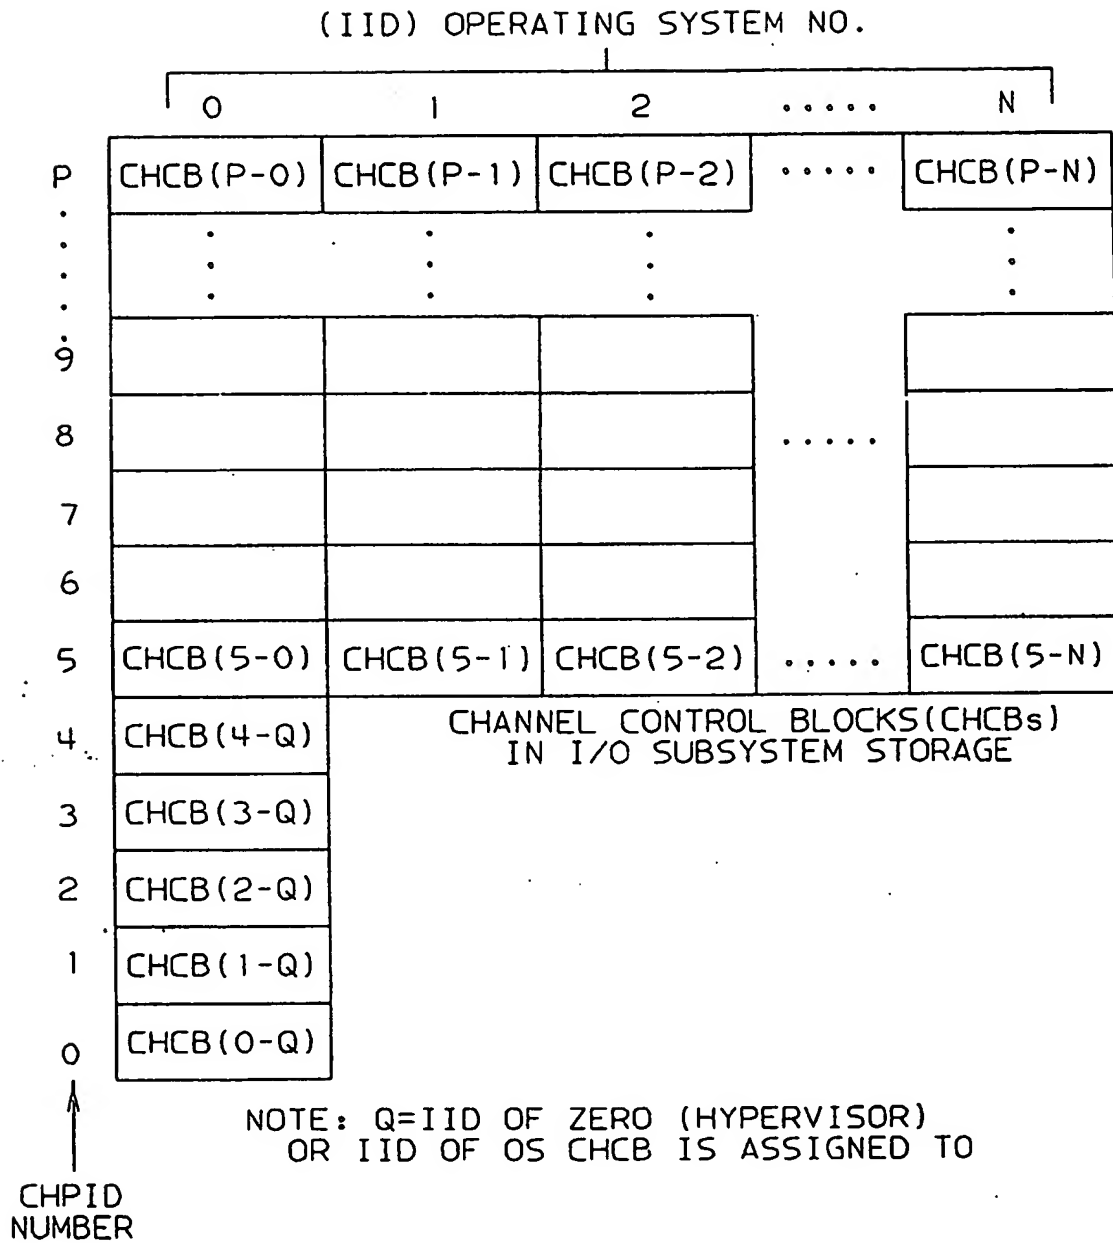 (IID) OPERATING SYSTEM NO.
0 1 2 ..... N
P CHCB(P-0) CHCB(P-1) CHCB(P-2) ..... CHCB(P-N)
9
8 .....
7
6
5 CHCB(5-0) CHCB(5-1) CHCB(5-2) ..... CHCB(5-N)
4 CHCB(4-Q) CHANNEL CONTROL BLOCKS(CHCBs)
IN I/O SUBSYSTEM STORAGE
3 CHCB(3-Q)
2 CHCB(2-Q)
1 CHCB(1-Q)
0 CHCB(0-Q)
NOTE: Q=IID OF ZERO (HYPERVISOR)
OR IID OF OS CHCB IS ASSIGNED TO
CHPID
NUMBER